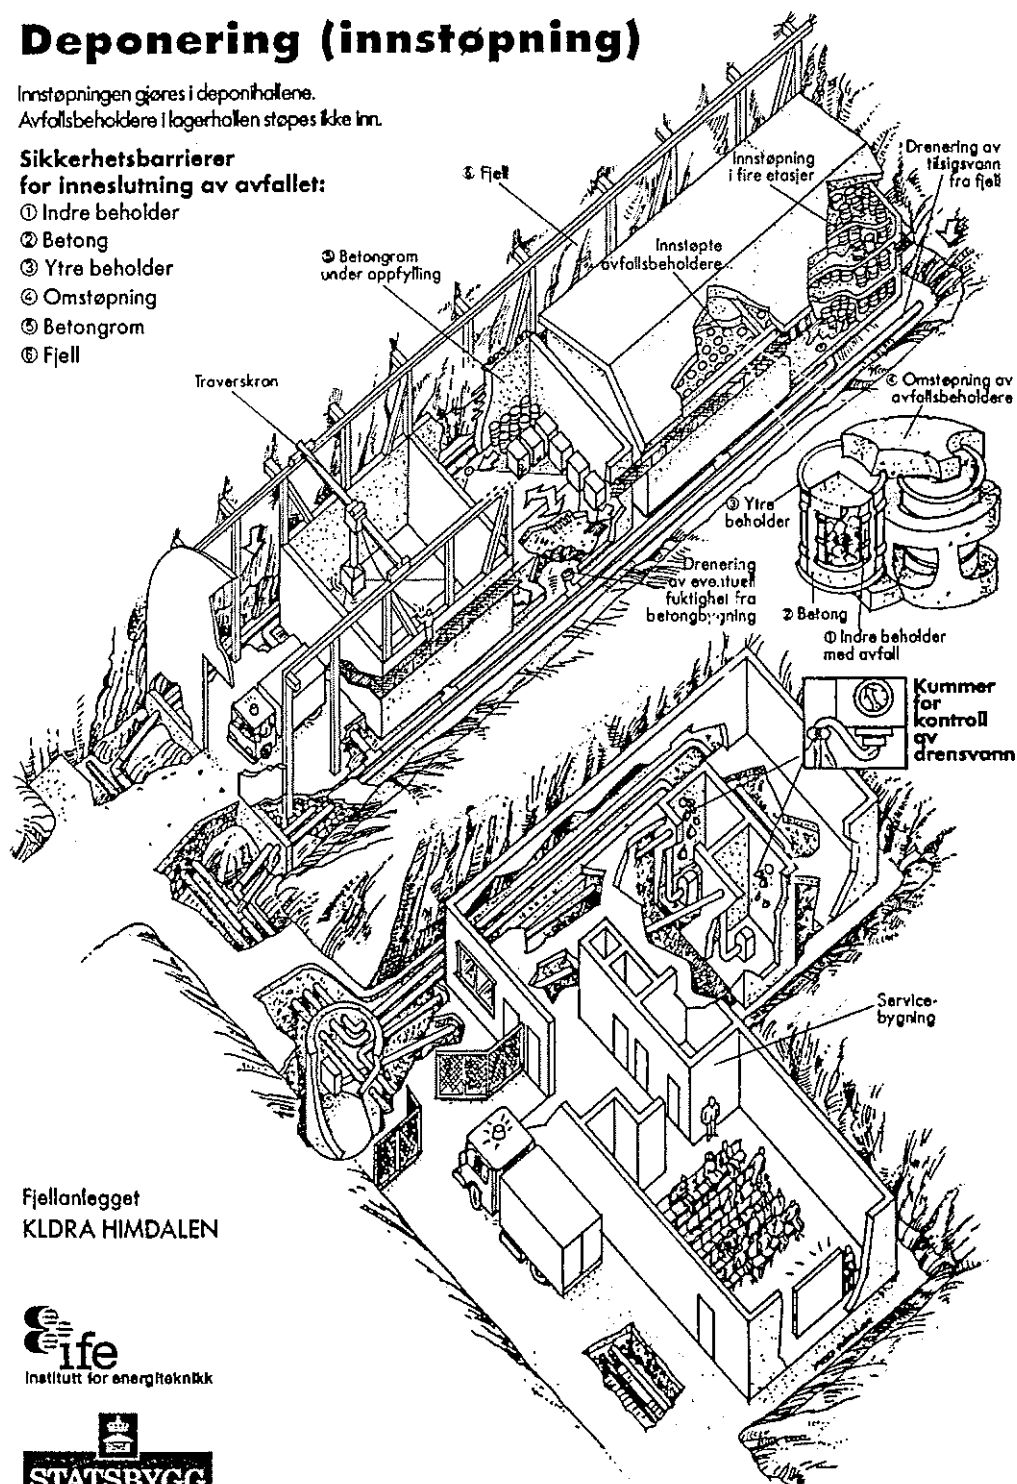 Deponering (innstøpning)
Innstøpningen gjøres i deponihallene.
Avfallsbeholdere i lagerhallen støpes ikke inn.
Sikkerhetsbarrierer
for inneslutning av avfallet:
① Indre beholder
② Betong
③ Ytre beholder
④ Omstøpning
⑤ Betongrom
⑥ Fjell
⑥ Fjell
Innstøpning
i fire etasjer
Drenering av
tilsigsvann
fra fjell
⑤ Betongrom
under oppfylling
Innstøpte
avfallsbeholdere
Traverskran
④ Omstøpning av
avfallsbeholdere
③ Ytre
beholder
Drenering
av eventuell
fuktighet fra
betongbygning
② Betong
① Indre beholder
med avfall
Kummer
for
kontroll
av
drensvann
Service-
bygning
Fjellanlegget
KLDRA HIMDALEN
ife
Institutt for energiteknikk
STATSBYGG